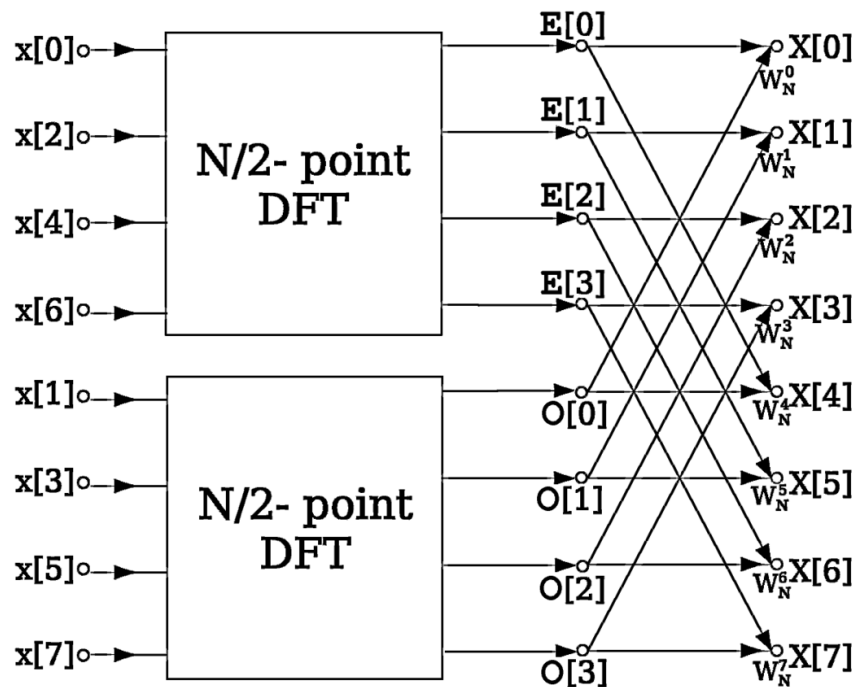 x[0]
x[2]
x[4]
x[6]
x[1]
x[3]
x[5]
x[7]
N/2- point
DFT
N/2- point
DFT
E[0]
E[1]
E[2]
E[3]
O[0]
O[1]
O[2]
O[3]
W_N^0
W_N^1
W_N^2
W_N^3
W_N^4
W_N^5
W_N^6
W_N^7
X[0]
X[1]
X[2]
X[3]
X[4]
X[5]
X[6]
X[7]